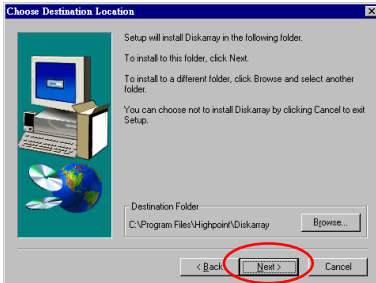 Choose Destination Location
Setup will install Diskarray in the following folder.
To install to this folder, click Next.
To install to a different folder, click Browse and select another
folder.
You can choose not to install Diskarray by clicking Cancel to exit
Setup.
Destination Folder
C:\Program Files\Highpoint\Diskarray
Browse...
< Back
Next >
Cancel